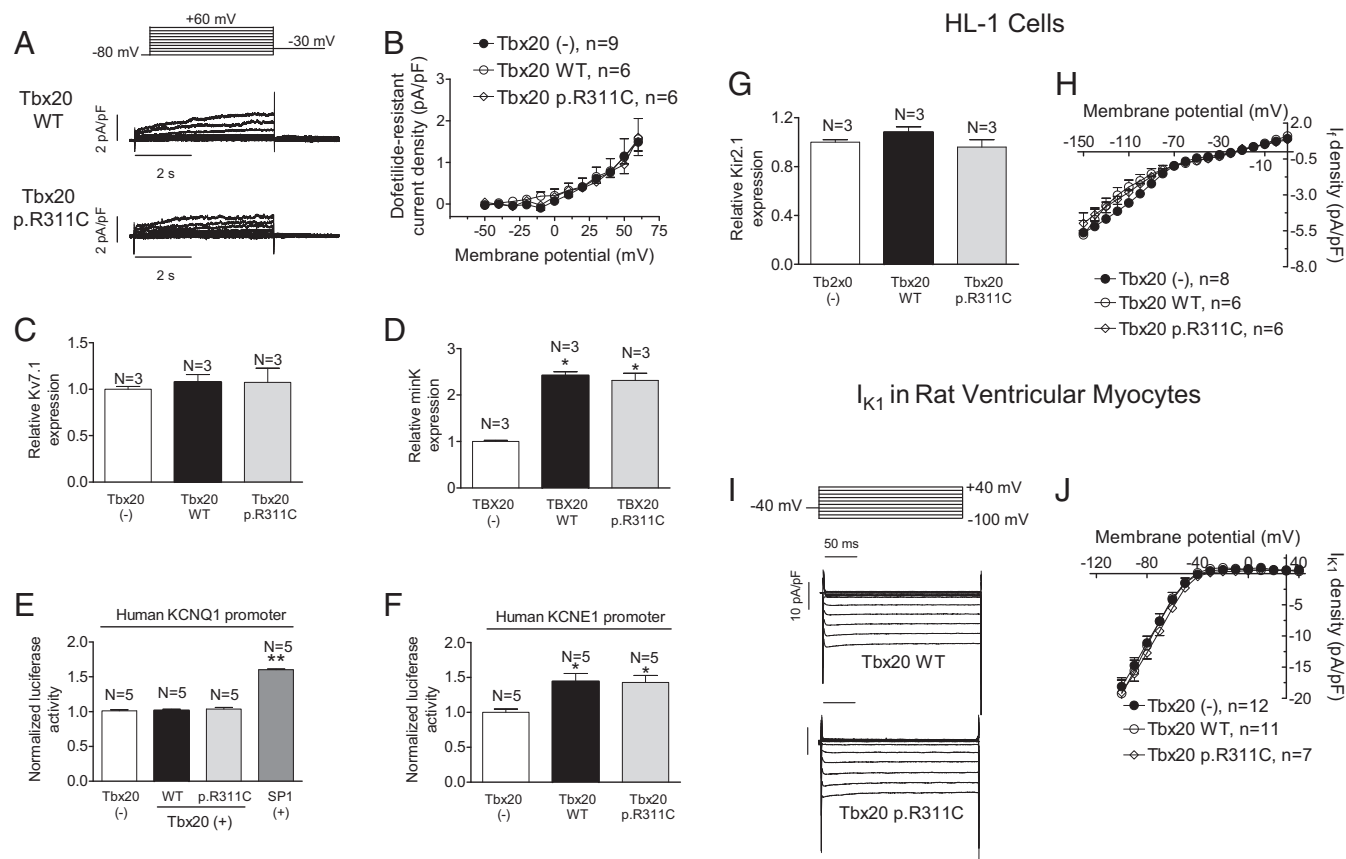 HL-1 Cells
A
+60 mV
-80 mV
-30 mV
Tbx20
WT
2 pA/pF
2 s
Tbx20
p.R311C
2 pA/pF
2 s
B
Tbx20 (-), n=9
Tbx20 WT, n=6
Tbx20 p.R311C, n=6
Dofetilide-resistant
current density (pA/pF)
3
2
1
0
-50 -25 0 25 50 75
Membrane potential (mV)
G
Relative Kir2.1
expression
1.2
0.8
0.4
0.0
N=3
N=3
N=3
Tb2x0
(-)
Tbx20
WT
Tbx20
p.R311C
H
Membrane potential (mV)
-150 -110 -70 -30 -10
2.0
-0.5
-3.0
-5.5
-8.0
If density (pA/pF)
Tbx20 (-), n=8
Tbx20 WT, n=6
Tbx20 p.R311C, n=6
C
Relative Kv7.1
expression
1.5
1.0
0.5
0.0
N=3
N=3
N=3
Tbx20
(-)
Tbx20
WT
Tbx20
p.R311C
D
Relative minK
expression
3
2
1
0
N=3
N=3
*
N=3
*
TBX20
(-)
TBX20
WT
TBX20
p.R311C
IK1 in Rat Ventricular Myocytes
E
Human KCNQ1 promoter
Normalized luciferase
activity
2.0
1.5
1.0
0.5
0.0
N=5
N=5
N=5
N=5
**
Tbx20
(-)
WT
p.R311C
Tbx20 (+)
SP1
(+)
F
Human KCNE1 promoter
Normalized luciferase
activity
2.0
1.5
1.0
0.5
0.0
N=5
N=5
*
N=5
*
Tbx20
(-)
Tbx20
WT
Tbx20
p.R311C
I
-40 mV
+40 mV
-100 mV
50 ms
10 pA/pF
Tbx20 WT
Tbx20 p.R311C
J
Membrane potential (mV)
-120 -80 -40 0 40
-5
-10
-15
-20
IK1 density (pA/pF)
Tbx20 (-), n=12
Tbx20 WT, n=11
Tbx20 p.R311C, n=7